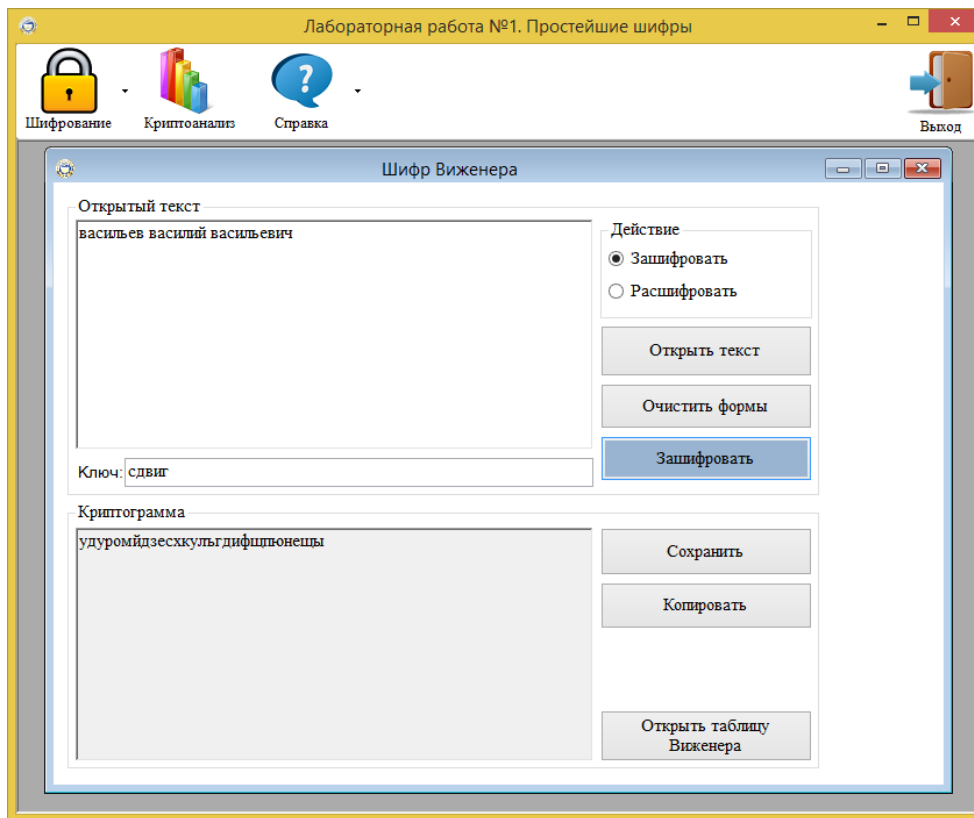 Лабораторная работа №1. Простейшие шифры
Шифрование
Криптоанализ
Справка
Выход
Шифр Виженера
Открытый текст
васильев василий васильевич
Действие
Зашифровать
Расшифровать
Открыть текст
Очистить формы
Зашифровать
Ключ: сдвиг
Криптограмма
удуромйдзесхкулъгдифщпюнещы
Сохранить
Копировать
Открыть таблицу
Виженера